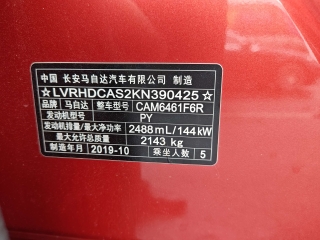 中国 长安马自达汽车有限公司 制造
☆LVRHDCAS2KN390425☆
品牌 马自达 整车型号 CAM6461F6R
发动机型号 PY
发动机排量/最大净功率 2488mL/144kW
最大允许总质量 2143 kg
制造年月 2019-10 乘坐人数 5